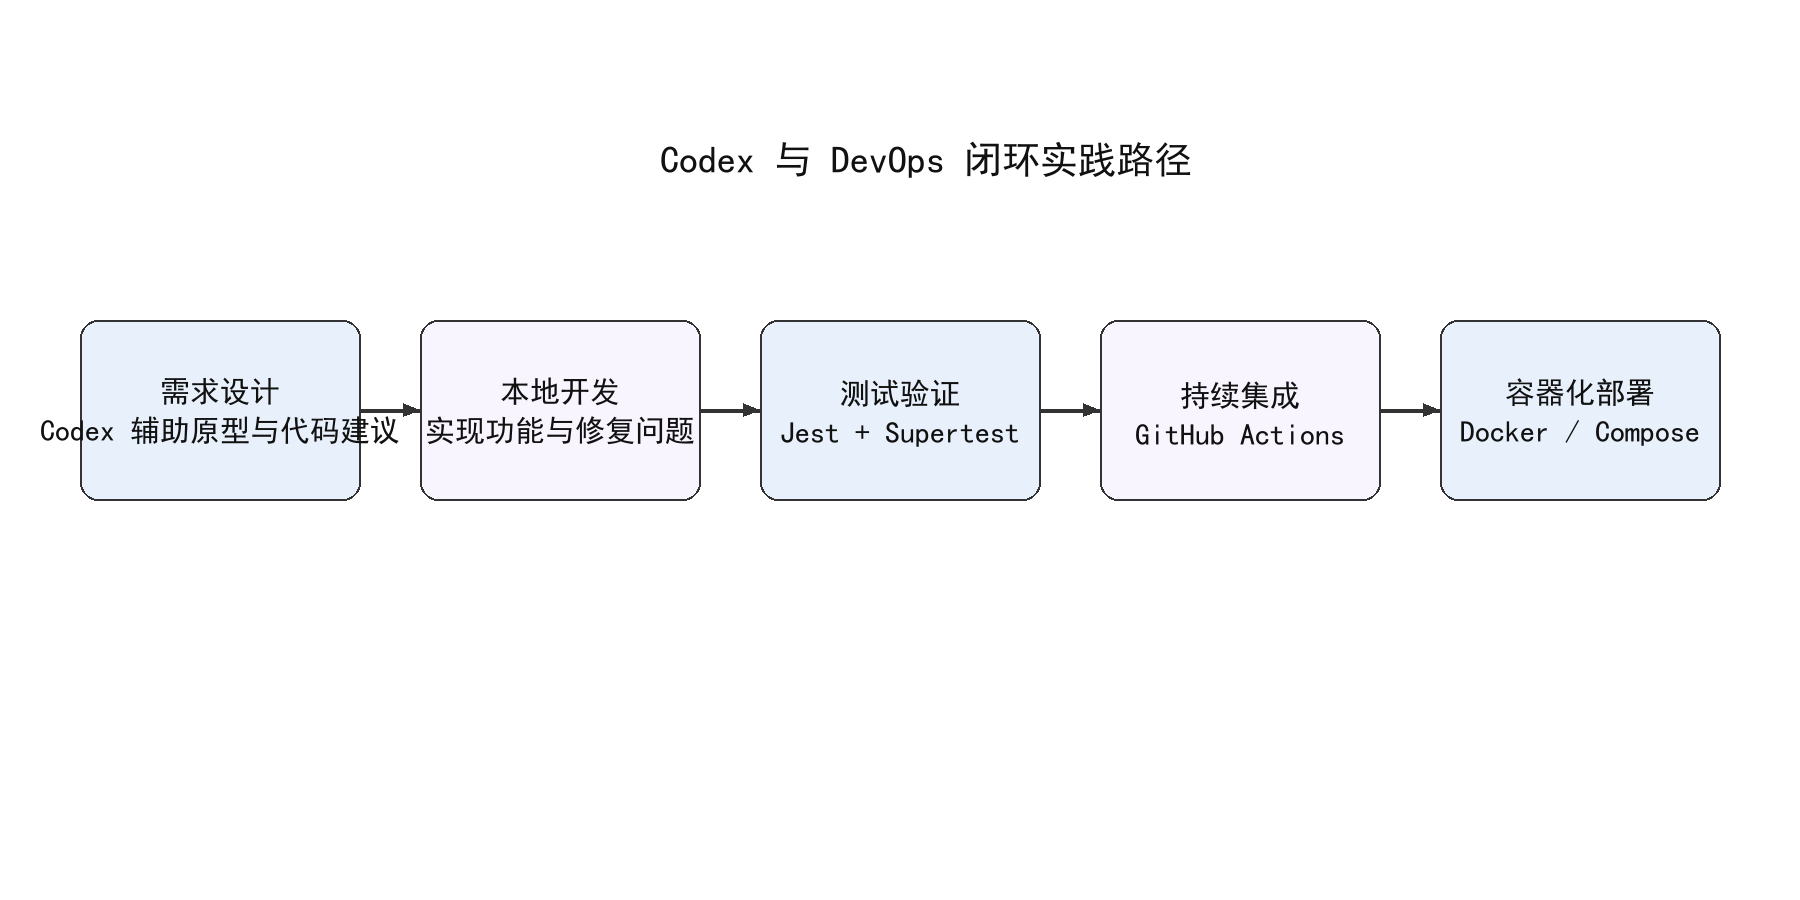 Codex 与 DevOps 闭环实践路径
需求设计
Codex 辅助原型与代码建议
本地开发
实现功能与修复问题
测试验证
Jest + Supertest
持续集成
GitHub Actions
容器化部署
Docker / Compose